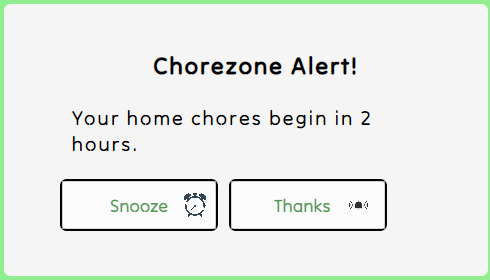 Chorezone Alert!
Your home chores begin in 2
hours.
Snooze
Thanks